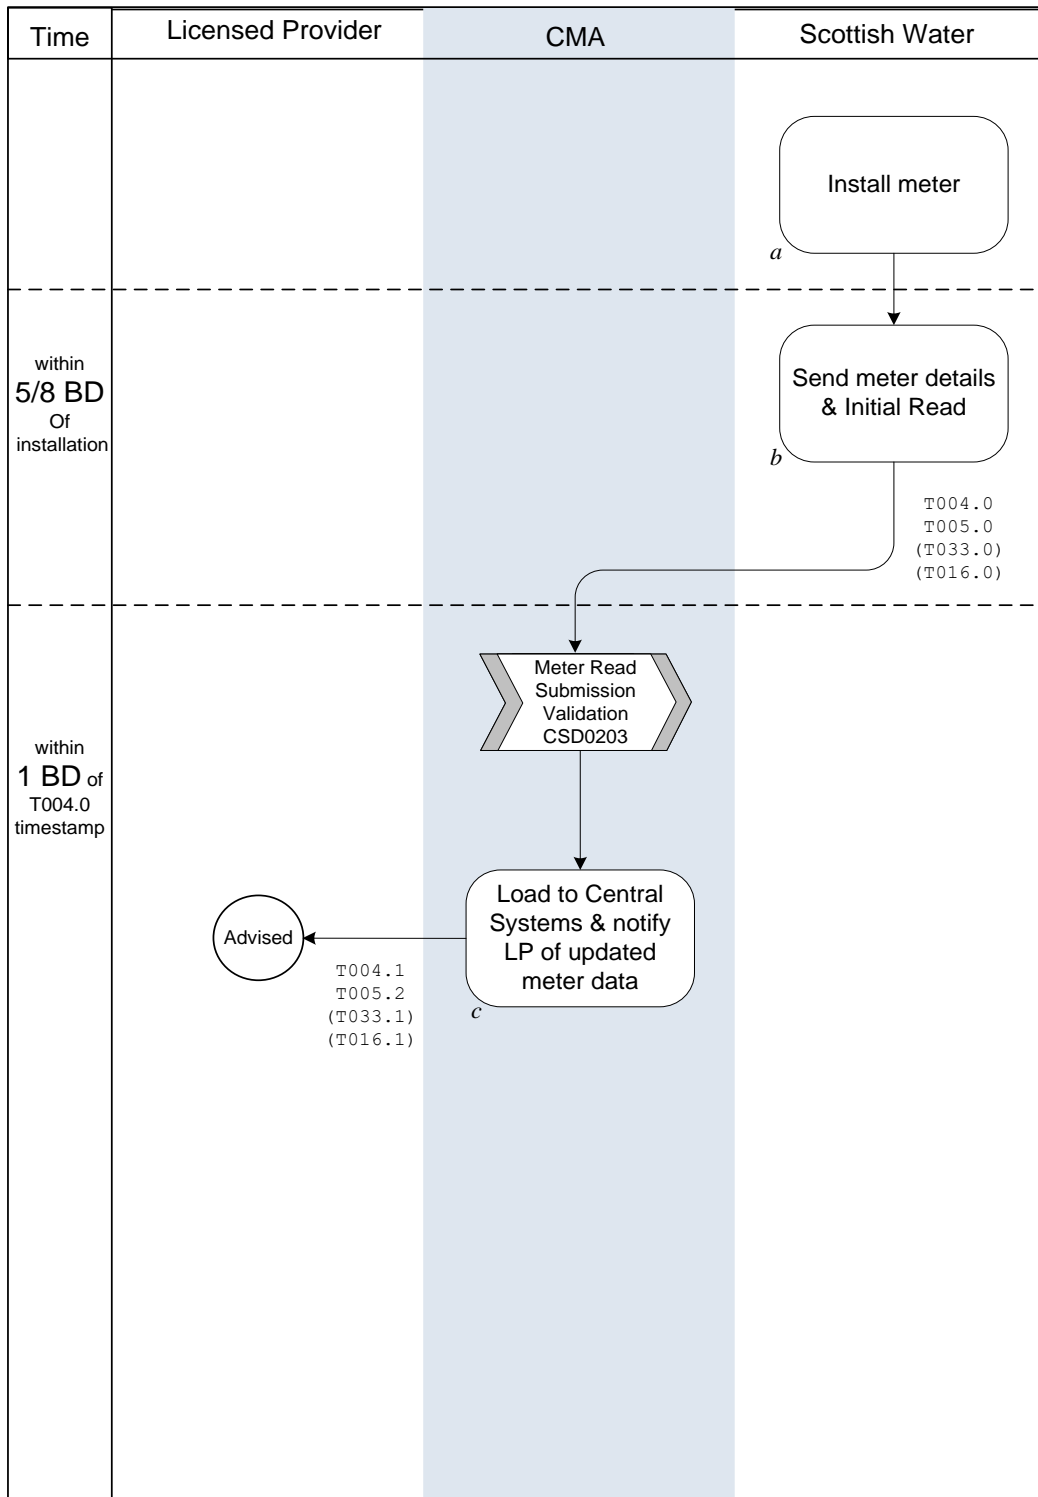 Time
Licensed Provider
CMA
Scottish Water
Install meter
a
within
5/8 BD
Of
installation
Send meter details
& Initial Read
b
T004.0
T005.0
(T033.0)
(T016.0)
within
1 BD of
T004.0
timestamp
Meter Read
Submission
Validation
CSD0203
Load to Central
Systems & notify
LP of updated
meter data
c
Advised
T004.1
T005.2
(T033.1)
(T016.1)